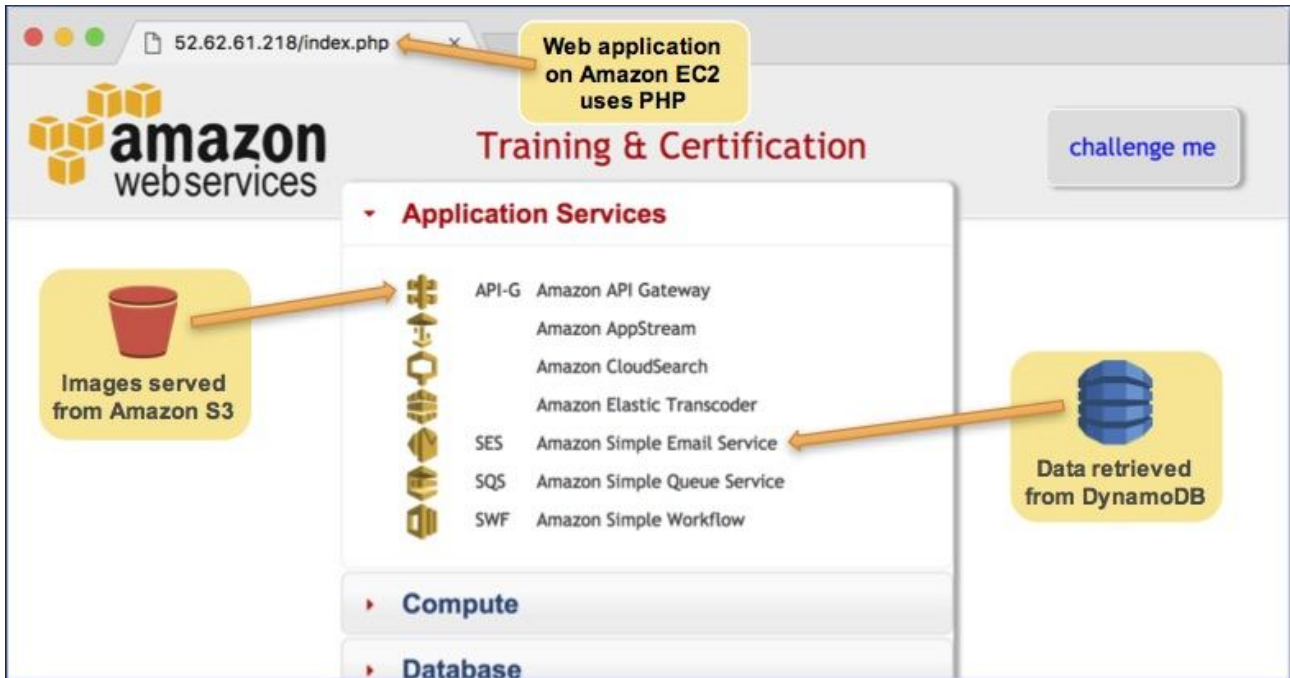 52.62.61.218/index.php
Web application
on Amazon EC2
uses PHP
amazon
webservices
Training & Certification
challenge me
Application Services
API-G Amazon API Gateway
Amazon AppStream
Amazon CloudSearch
Amazon Elastic Transcoder
SES Amazon Simple Email Service
SQS Amazon Simple Queue Service
SWF Amazon Simple Workflow
Images served
from Amazon S3
Data retrieved
from DynamoDB
Compute
Database